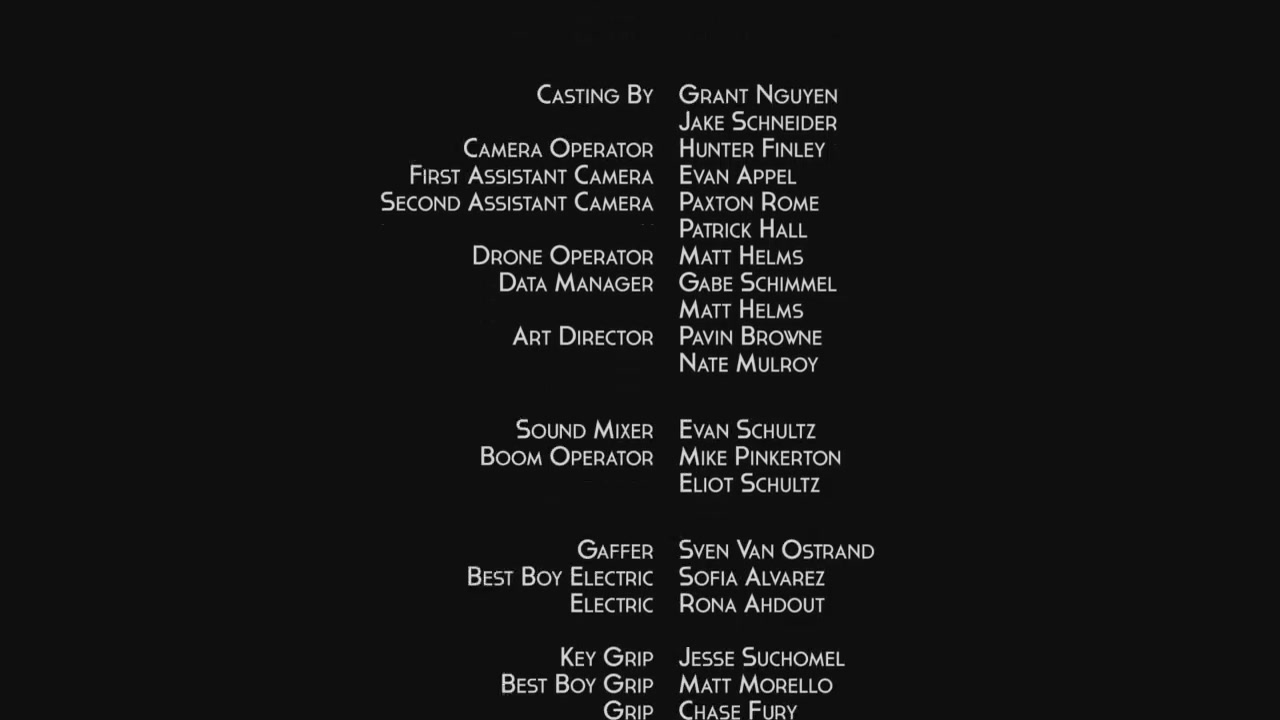 Casting By Grant Nguyen
Jake Schneider
Camera Operator Hunter Finley
First Assistant Camera Evan Appel
Second Assistant Camera Paxton Rome
Patrick Hall
Drone Operator Matt Helms
Data Manager Gabe Schimmel
Matt Helms
Art Director Pavin Browne
Nate Mulroy
Sound Mixer Evan Schultz
Boom Operator Mike Pinkerton
Eliot Schultz
Gaffer Sven Van Ostrand
Best Boy Electric Sofia Alvarez
Electric Rona Ahdout
Key Grip Jesse Suchomel
Best Boy Grip Matt Morello
Grip Chase Fury